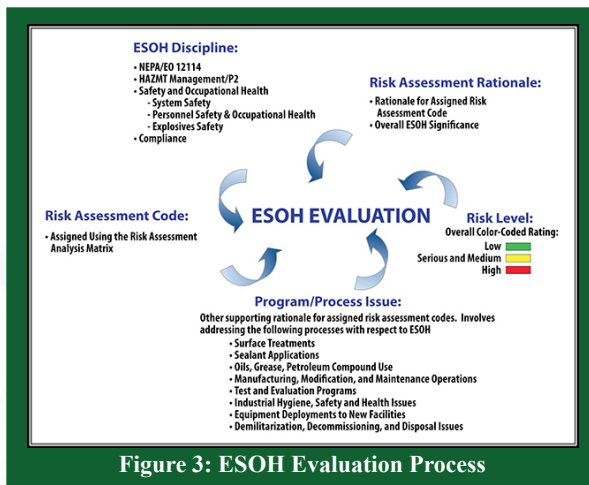 ESOH Discipline:
• NEPA/EO 12114
• HAZMT Management/P2
• Safety and Occupational Health
- System Safety
- Personnel Safety & Occupational Health
- Explosives Safety
• Compliance
Risk Assessment Rationale:
• Rationale for Assigned Risk
Assessment Code
• Overall ESOH Significance
Risk Assessment Code:
• Assigned Using the Risk Assessment
Analysis Matrix
ESOH EVALUATION
Risk Level:
Overall Color-Coded Rating:
Low
Serious and Medium
High
Program/Process Issue:
Other supporting rationale for assigned risk assessment codes. Involves
addressing the following processes with respect to ESOH
• Surface Treatments
• Sealant Applications
• Oils, Grease, Petroleum Compound Use
• Manufacturing, Modification, and Maintenance Operations
• Test and Evaluation Programs
• Industrial Hygiene, Safety and Health Issues
• Equipment Deployments to New Facilities
• Demilitarization, Decommissioning, and Disposal Issues
Figure 3: ESOH Evaluation Process